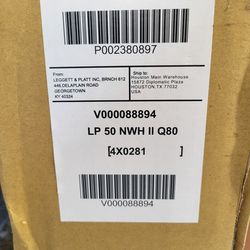 P002380897
From:
LEGGETT & PLATT INC, BRNCH 612
446,DELAPLAIN ROAD
GEORGETOWN
KY 40324
Ship to:
Houston Main Warehouse
15872 Diplomatic Plaza
HOUSTON,TX 77032
USA
V000088894
LP 50 NWH II Q80
[4X0281 ]
V000088894